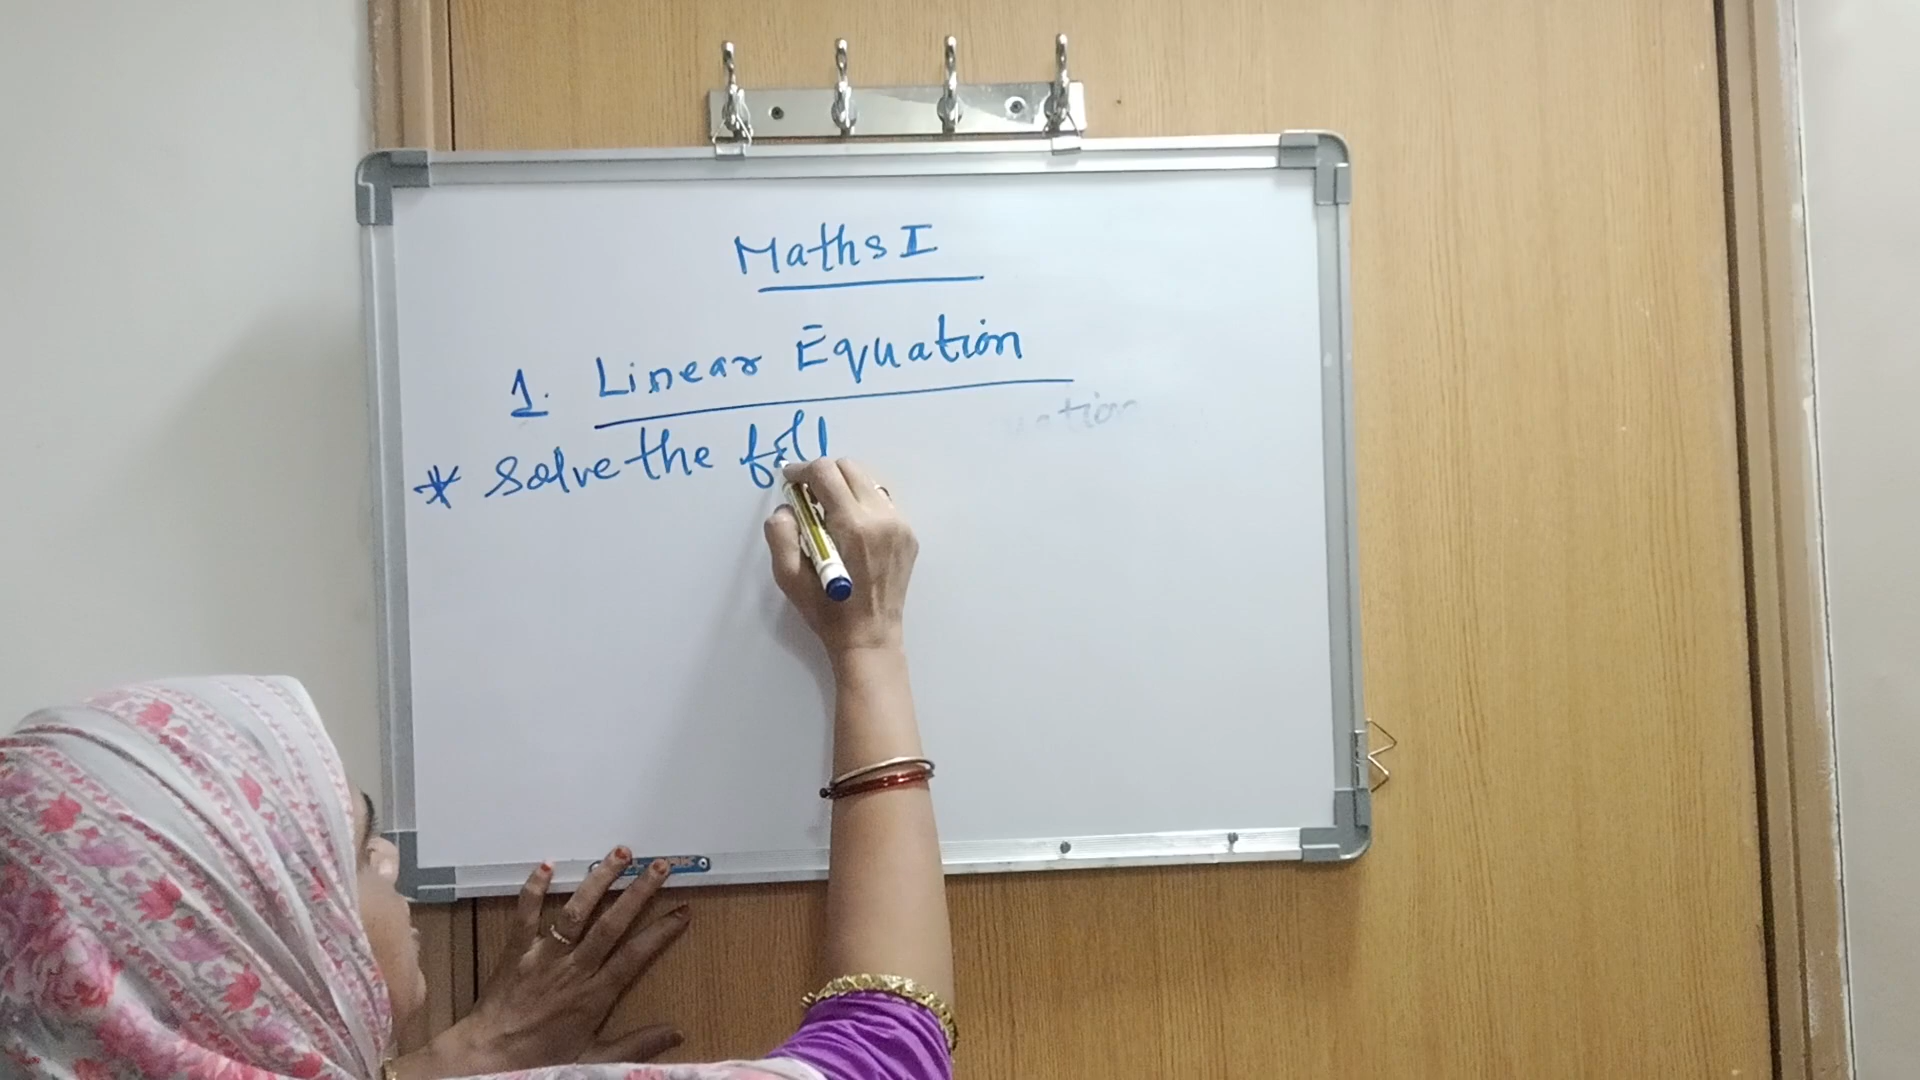 Maths I
1. Linear Equation
* Solve the foll